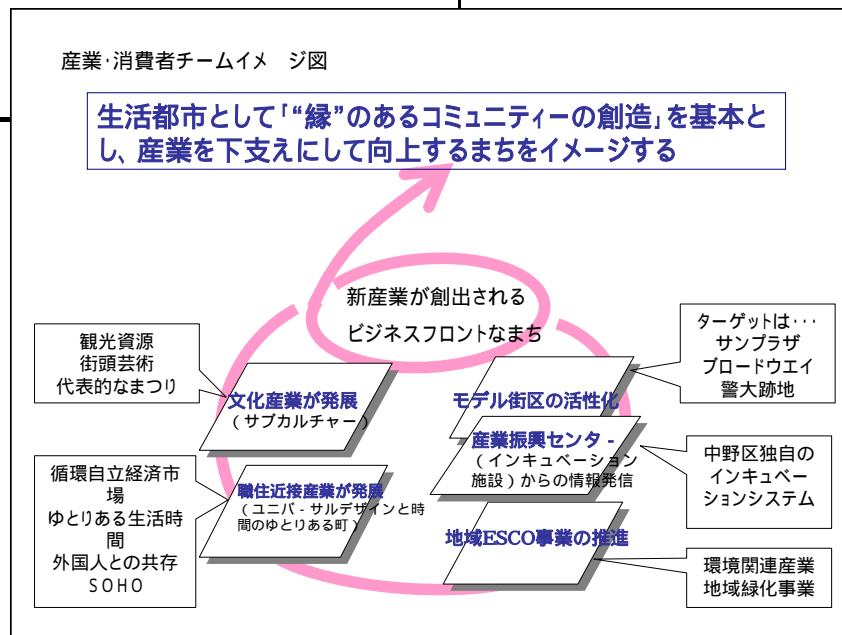 産業・消費者チームイメ　ジ図
生活都市として「“縁”のあるコミュニティーの創造」を基本と
し、産業を下支えにして向上するまちをイメージする
新産業が創出される
ビジネスフロントなまち
観光資源
街頭芸術
代表的なまつり
文化産業が発展
（サブカルチャー）
循環自立経済市
場
ゆとりある生活時
間
外国人との共存
SOHO
職住近接産業が発展
（ユニバ-サルデザインと時
間のゆとりある町）
ターゲットは･･･
サンプラザ
ブロードウエイ
警大跡地
モデル街区の活性化
産業振興センタ-
（インキュベーション
施設）からの情報発信
中野区独自の
インキュベー
ションシステム
地域ESCO事業の推進
環境関連産業
地域緑化事業